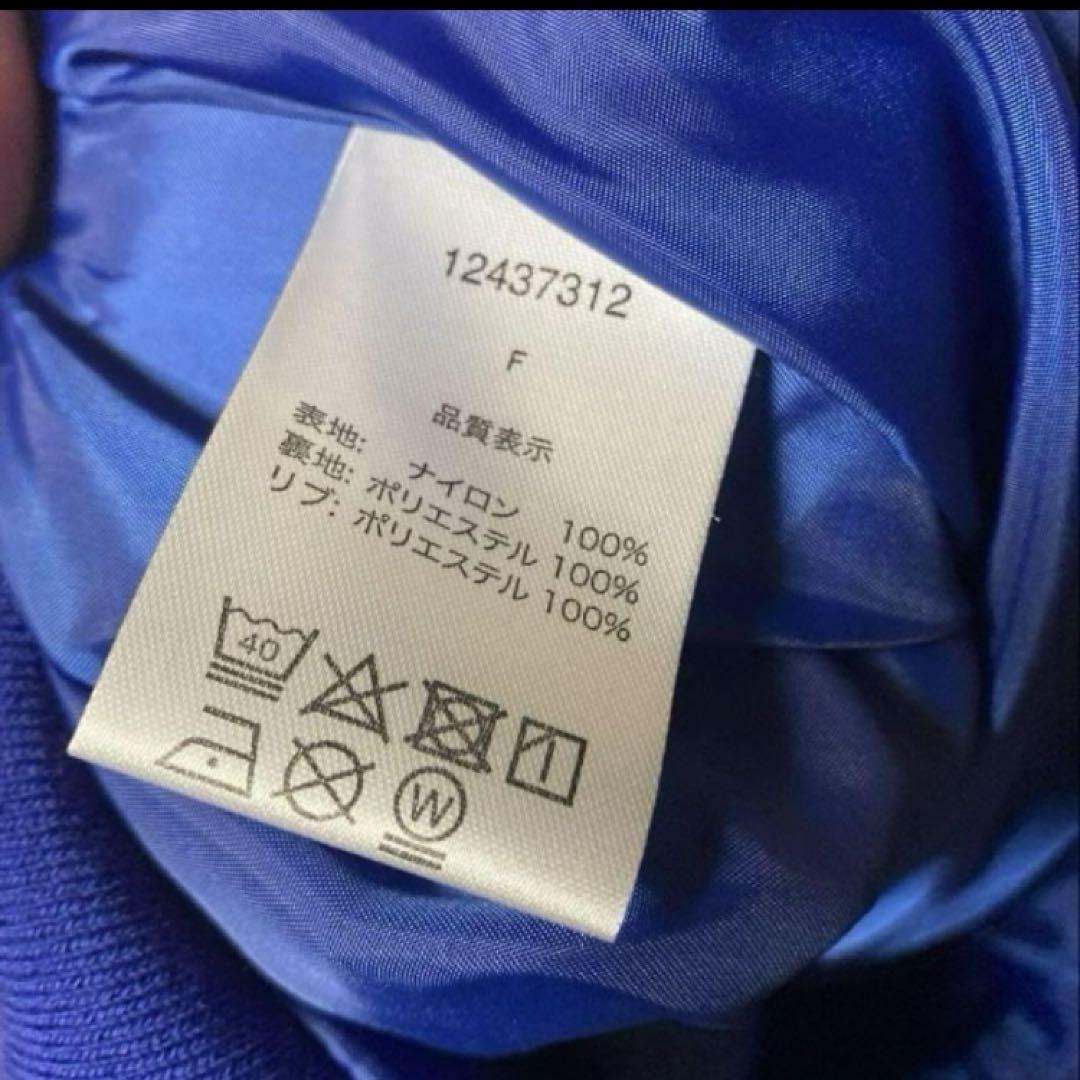 12437312
F
品質表示
表地: ナイロン 100%
裏地: ポリエステル 100%
リブ: ポリエステル 100%
40
W